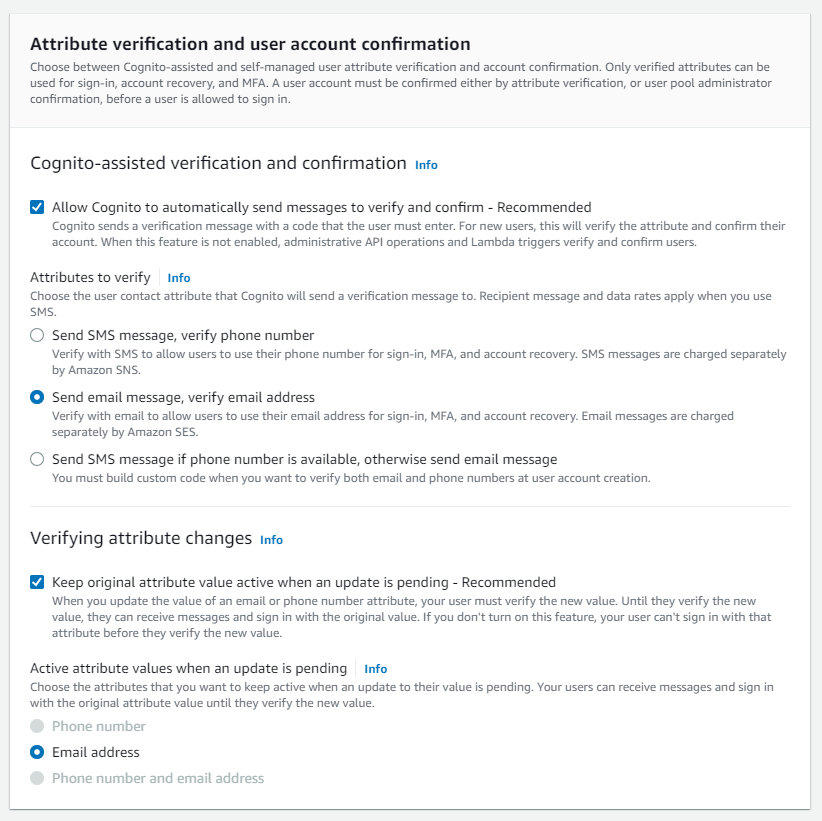 Attribute verification and user account confirmation
Choose between Cognito-assisted and self-managed user attribute verification and account confirmation. Only verified attributes can be
used for sign-in, account recovery, and MFA. A user account must be confirmed either by attribute verification, or user pool administrator
confirmation, before a user is allowed to sign in.
Cognito-assisted verification and confirmation Info
Allow Cognito to automatically send messages to verify and confirm - Recommended
Cognito sends a verification message with a code that the user must enter. For new users, this will verify the attribute and confirm their
account. When this feature is not enabled, administrative API operations and Lambda triggers verify and confirm users.
Attributes to verify Info
Choose the user contact attribute that Cognito will send a verification message to. Recipient message and data rates apply when you use
SMS.
Send SMS message, verify phone number
Verify with SMS to allow users to use their phone number for sign-in, MFA, and account recovery. SMS messages are charged separately
by Amazon SNS.
Send email message, verify email address
Verify with email to allow users to use their email address for sign-in, MFA, and account recovery. Email messages are charged
separately by Amazon SES.
Send SMS message if phone number is available, otherwise send email message
You must build custom code when you want to verify both email and phone numbers at user account creation.
Verifying attribute changes Info
Keep original attribute value active when an update is pending - Recommended
When you update the value of an email or phone number attribute, your user must verify the new value. Until they verify the new
value, they can receive messages and sign in with the original value. If you don't turn on this feature, your user can't sign in with that
attribute before they verify the new value.
Active attribute values when an update is pending Info
Choose the attributes that you want to keep active when an update to their value is pending. Your users can receive messages and sign in
with the original attribute value until they verify the new value.
Phone number
Email address
Phone number and email address